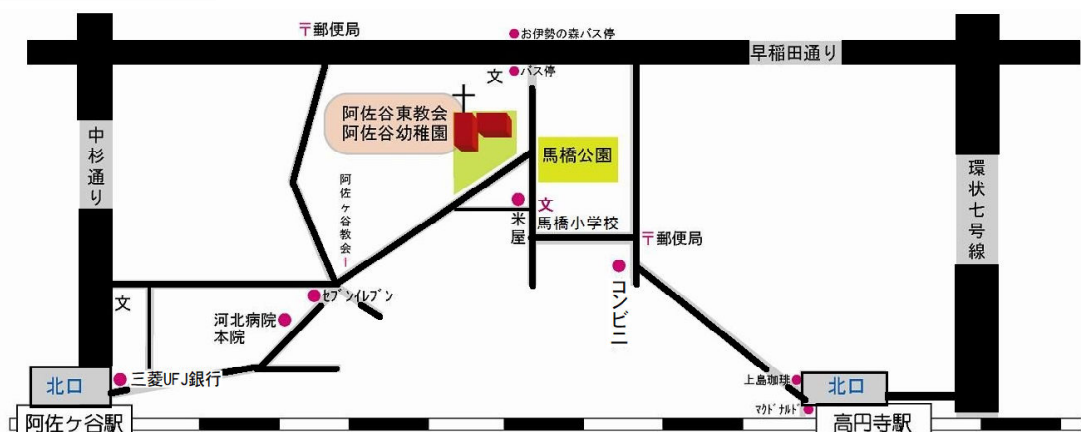 〒郵便局
お伊勢の森バス停
早稲田通り
文
バス停
阿佐谷東教会
阿佐谷幼稚園
中杉通り
馬橋公園
環状七号線
阿佐ヶ谷教会
米屋
文
馬橋小学校
〒郵便局
セブンイレブン
コンビニ
文
河北病院
本院
三菱UFJ銀行
北口
上島珈琲
北口
マクドナルド
阿佐ケ谷駅
高円寺駅